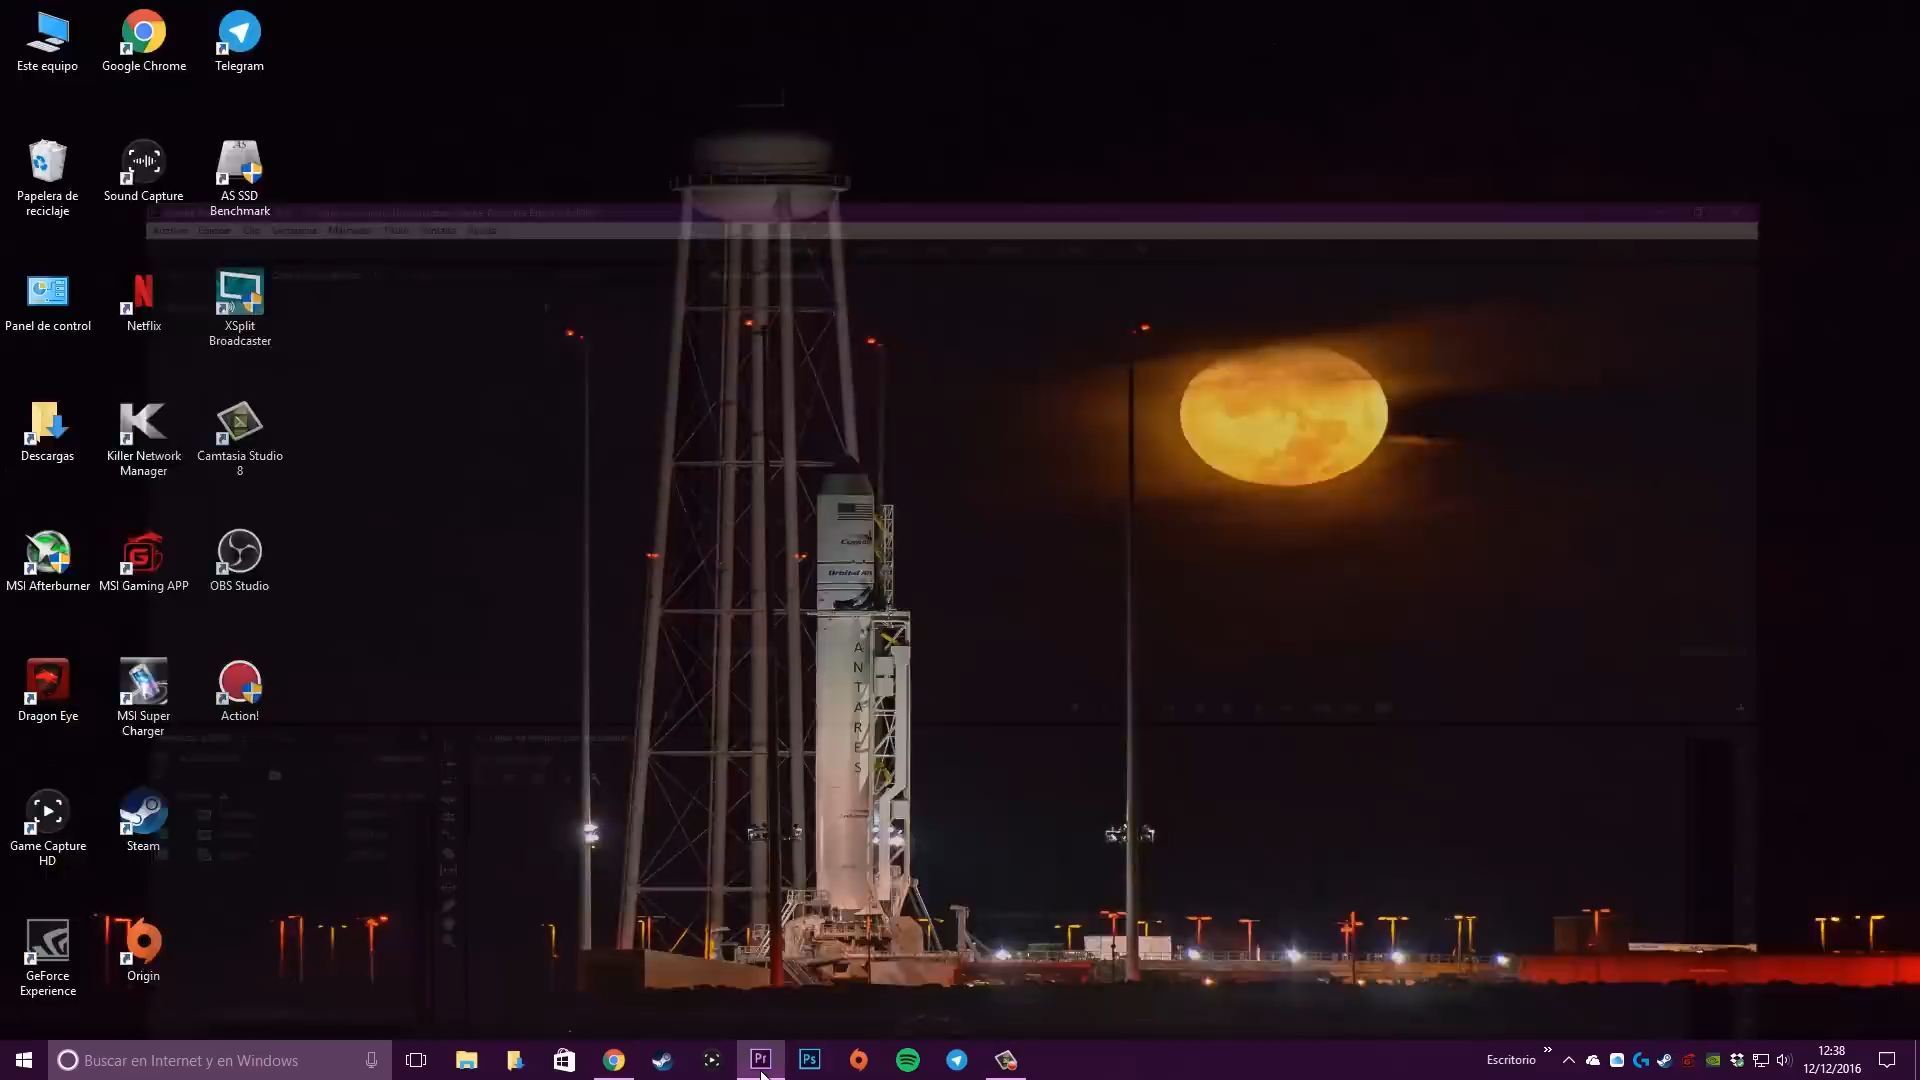 Este equipo
Google Chrome
Telegram
Papelera de
reciclaje
Sound Capture
AS SSD
Benchmark
Panel de control
Netflix
XSplit
Broadcaster
Descargas
Killer Network
Manager
Camtasia Studio
8
MSI Afterburner
MSI Gaming APP
OBS Studio
Dragon Eye
MSI Super
Charger
Action!
Game Capture
HD
Steam
GeForce
Experience
Origin
ANTARES
Buscar en Internet y en Windows
Pr
Ps
Escritorio
12:38
12/12/2016